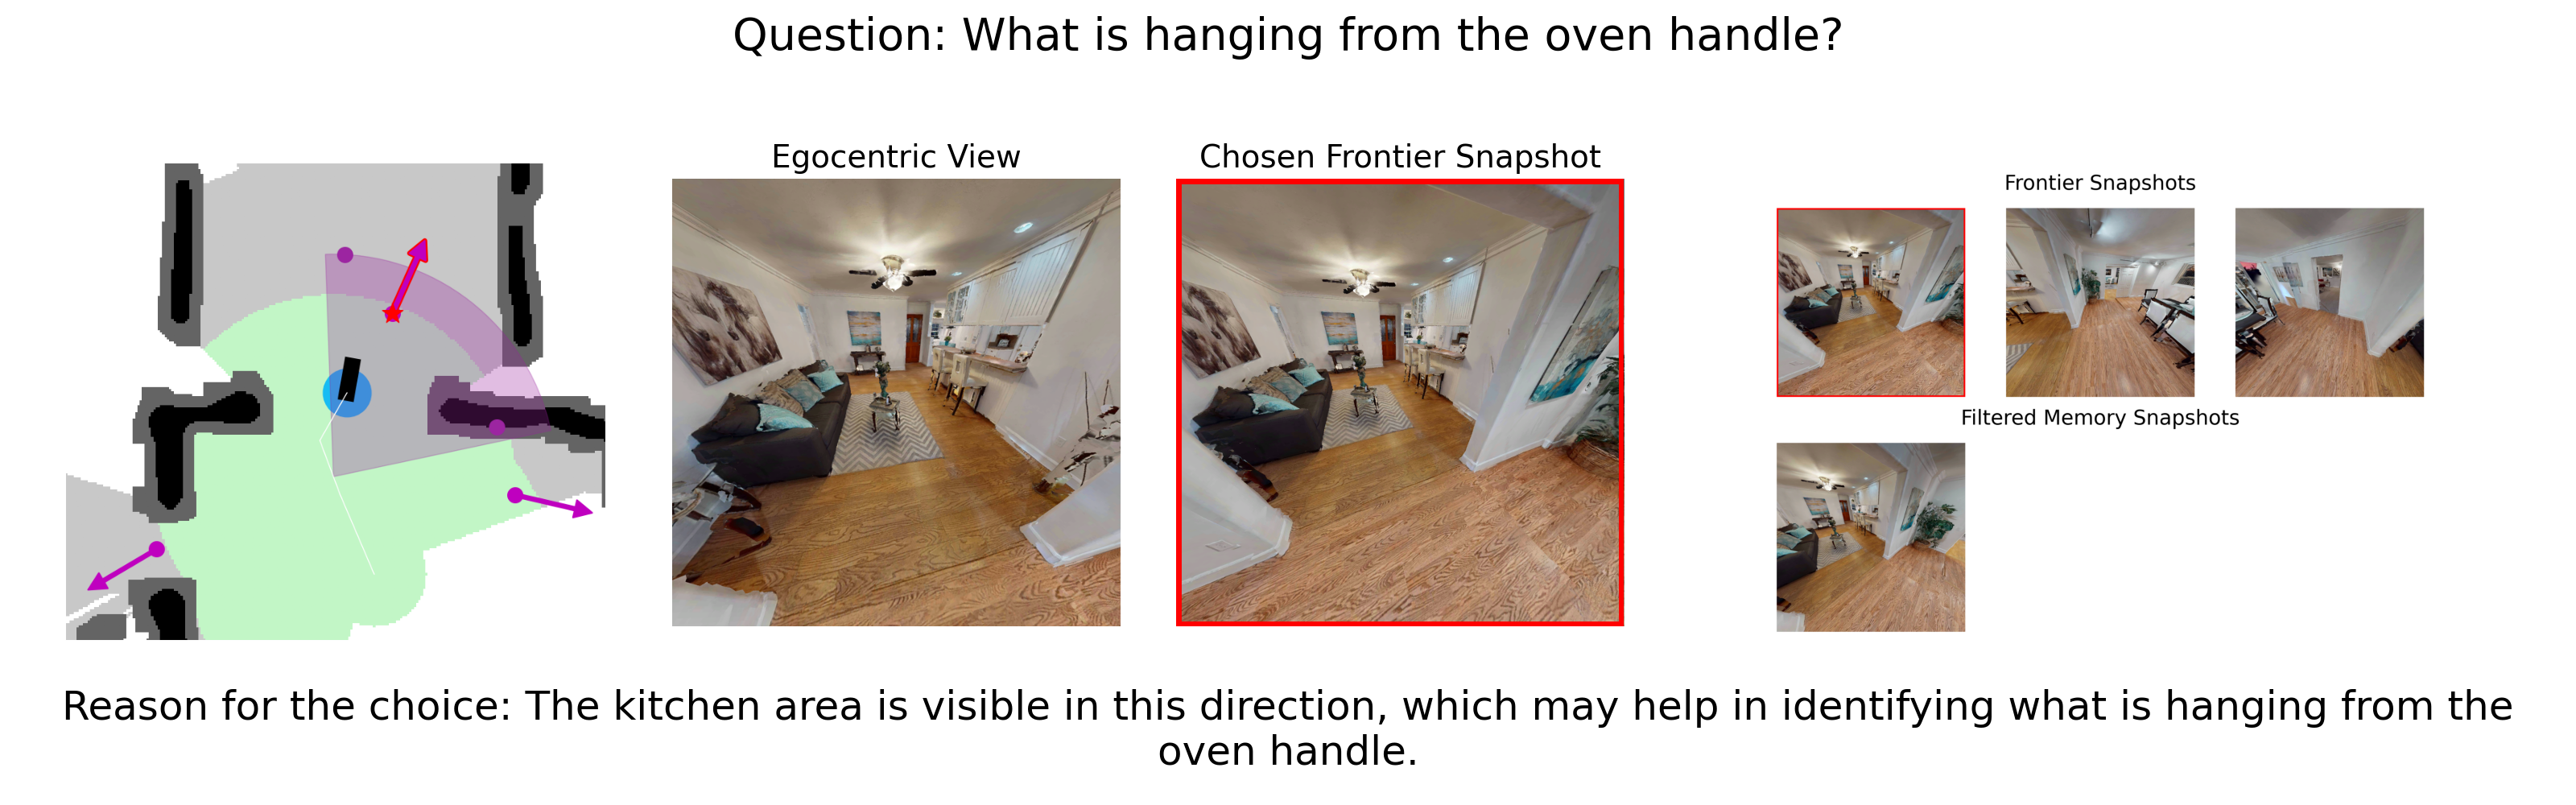 Question: What is hanging from the oven handle?
Egocentric View
Chosen Frontier Snapshot
Frontier Snapshots
Filtered Memory Snapshots
Reason for the choice: The kitchen area is visible in this direction, which may help in identifying what is hanging from the
oven handle.